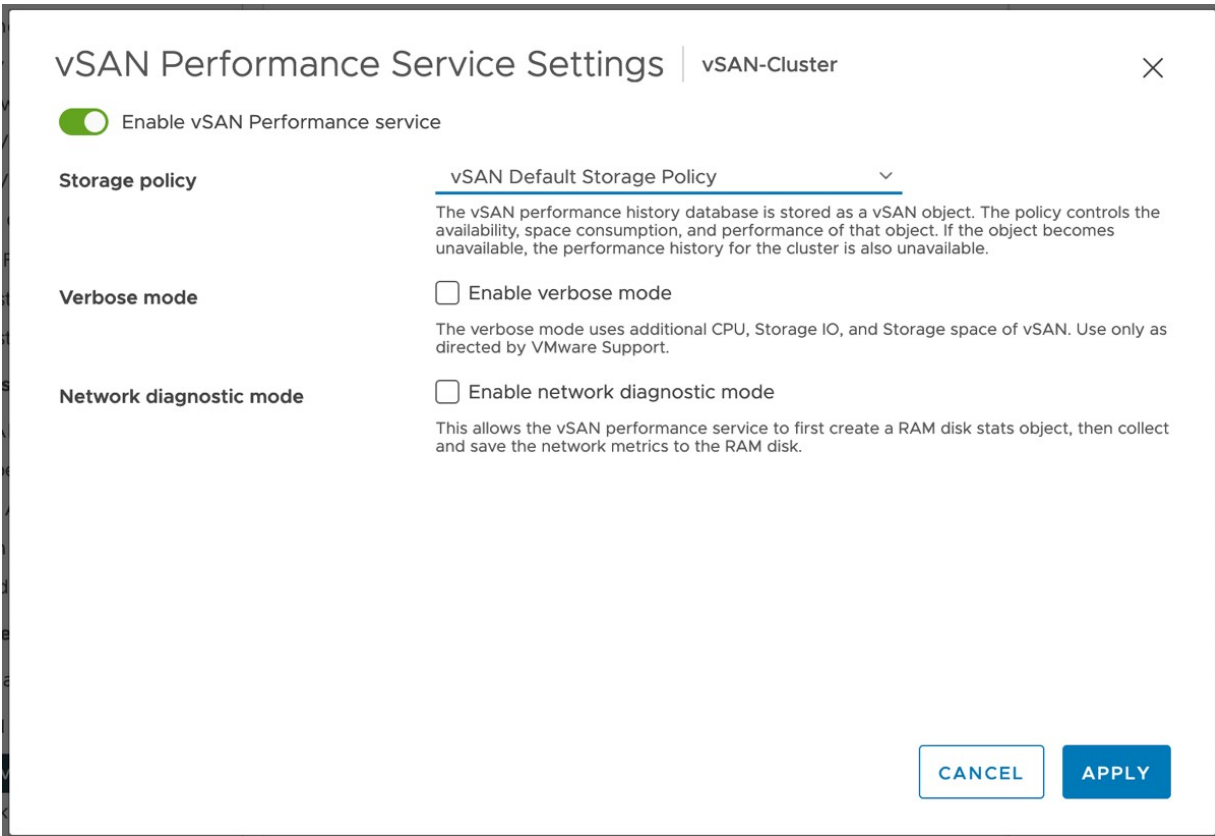 vSAN Performance Service Settings vSAN-Cluster
Enable vSAN Performance service
Storage policy
vSAN Default Storage Policy
The vSAN performance history database is stored as a vSAN object. The policy controls the
availability, space consumption, and performance of that object. If the object becomes
unavailable, the performance history for the cluster is also unavailable.
Verbose mode
Enable verbose mode
The verbose mode uses additional CPU, Storage IO, and Storage space of vSAN. Use only as
directed by VMware Support.
Network diagnostic mode
Enable network diagnostic mode
This allows the vSAN performance service to first create a RAM disk stats object, then collect
and save the network metrics to the RAM disk.
CANCEL
APPLY